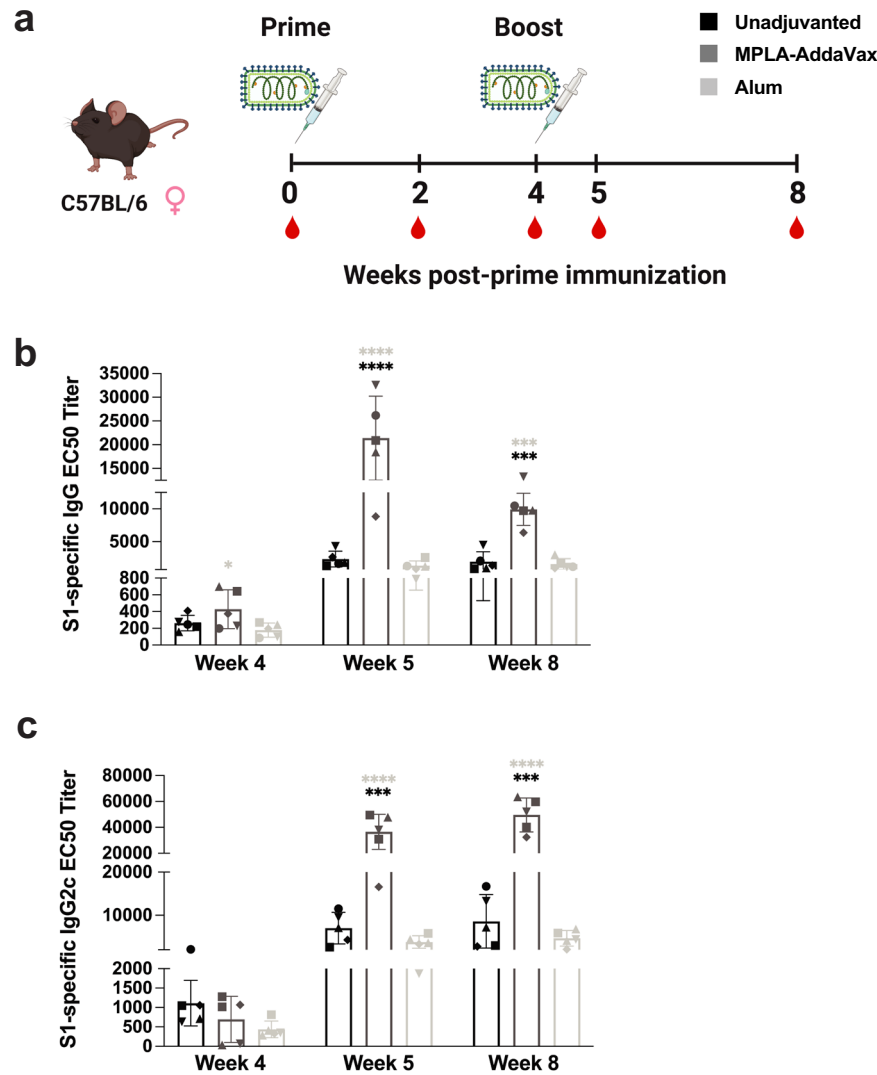 a
Prime
Boost
Unadjuvanted
MPLA-AddaVax
Alum
C57BL/6 ♀
0 2 4 5 8
Weeks post-prime immunization
b
S1-specific IgG EC50 Titer
35000
30000
25000
20000
15000
10000
5000
800
600
400
200
0
*
****
****
***
***
Week 4 Week 5 Week 8
c
S1-specific IgG2c EC50 Titer
80000
60000
40000
20000
20000
10000
2000
1500
1000
500
0
****
***
****
***
Week 4 Week 5 Week 8